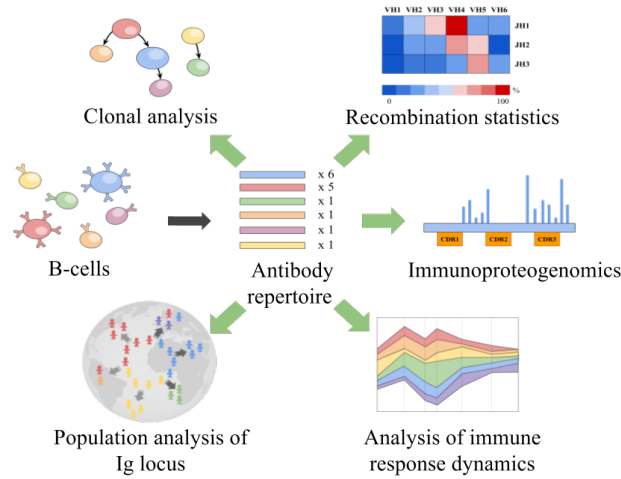 VH1 VH2 VH3 VH4 VH5 VH6
JH1
JH2
JH3
%
0 100
Clonal analysis
Recombination statistics
x 6
x 5
x 1
x 1
x 1
x 1
CDR1 CDR2 CDR3
B-cells
Antibody
repertoire
Immunoproteogenomics
Population analysis of
Ig locus
Analysis of immune
response dynamics